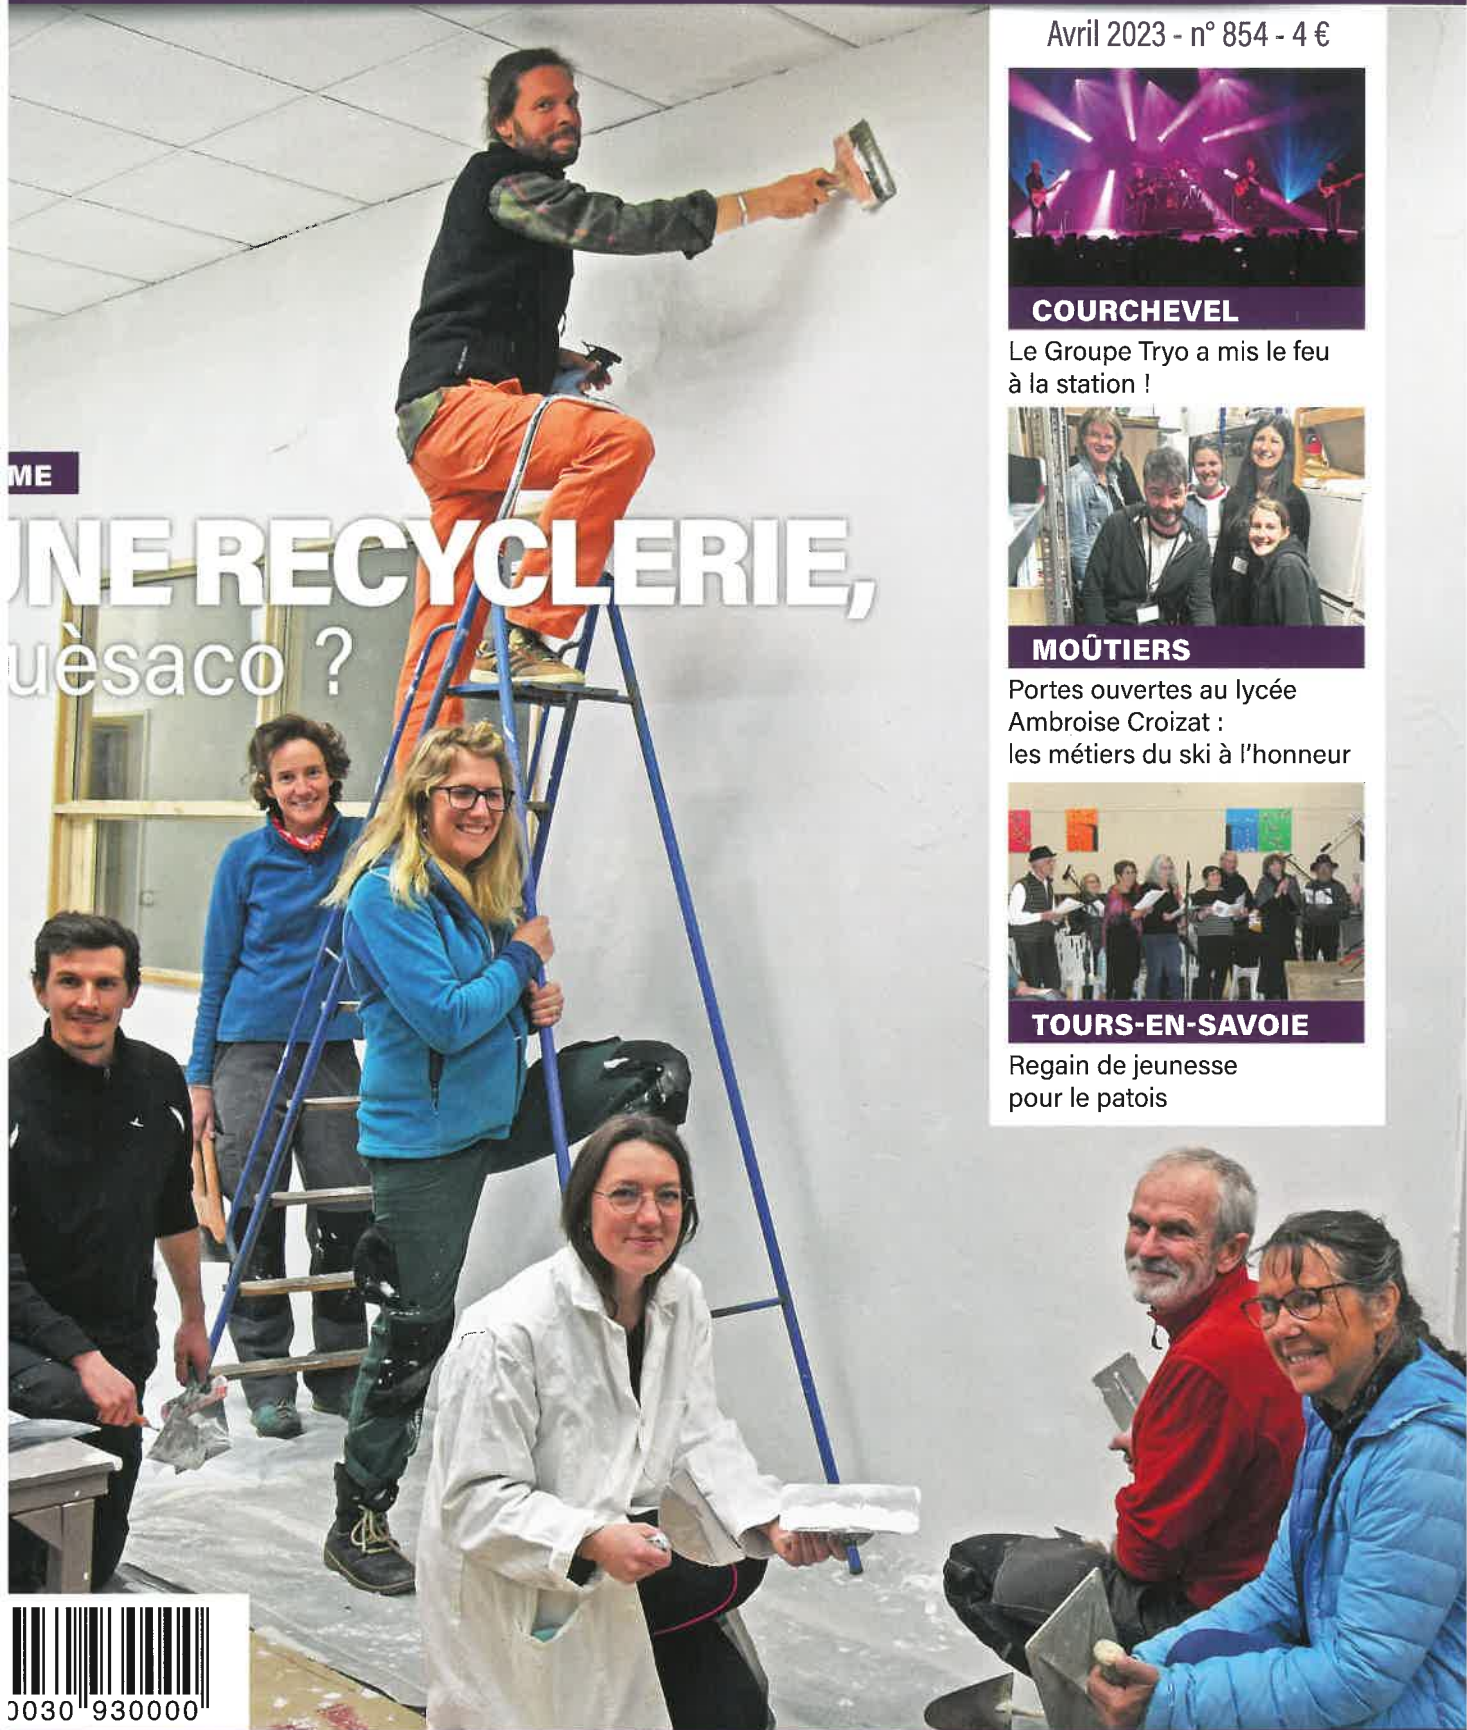 Avril 2023 - n° 854 - 4 €
COURCHEVEL
Le Groupe Tryo a mis le feu
à la station !
MOÛTIERS
Portes ouvertes au lycée
Ambroise Croizat :
les métiers du ski à l'honneur
TOURS-EN-SAVOIE
Regain de jeunesse
pour le patois
ME
UNE RECYCLERIE,
uèsaco ?
0030 930000